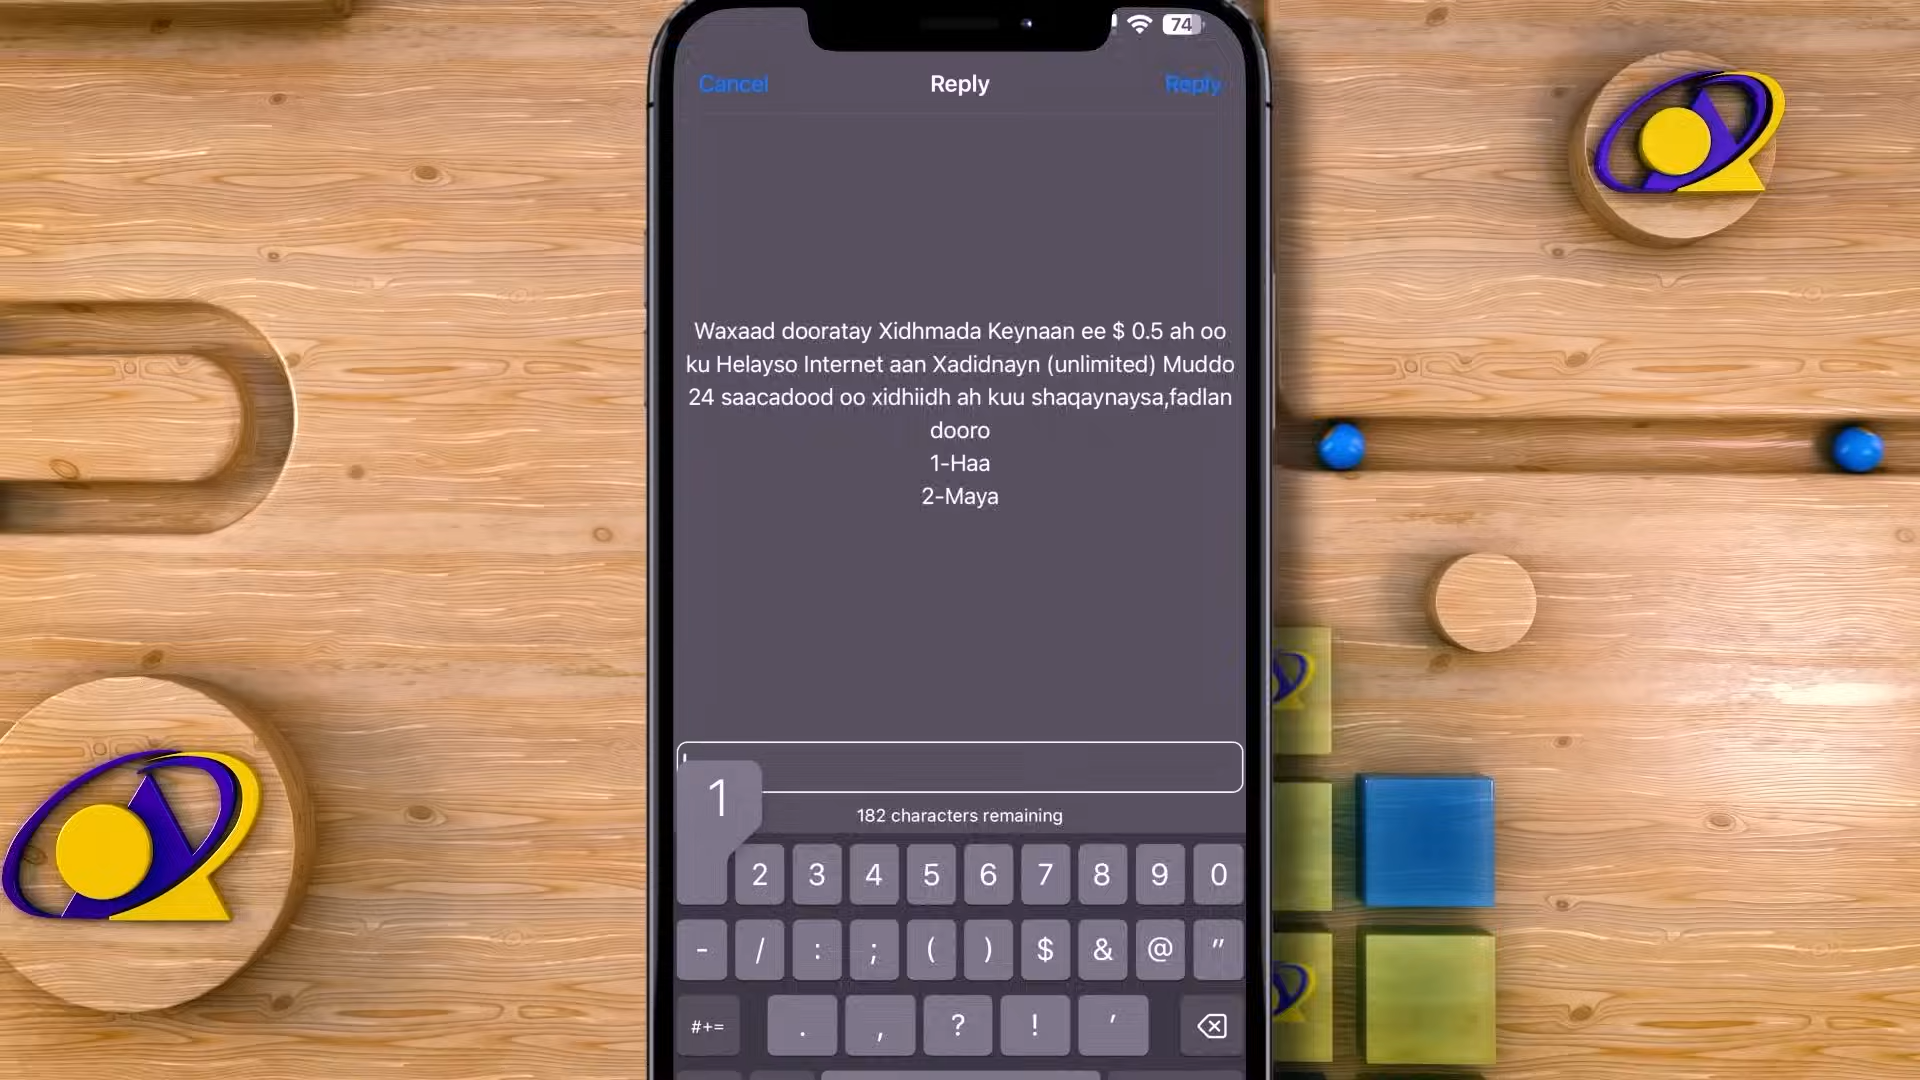 74
Cancel
Reply
Reply
Waxaad dooratay Xidhmada Keynaan ee $ 0.5 ah oo
ku Helayso Internet aan Xadidnayn (unlimited) Muddo
24 saacadood oo xidhiidh ah kuu shaqaynaysa,fadlan
dooro
1-Haa
2-Maya
1
182 characters remaining
2 3 4 5 6 7 8 9 0
- / : ; ( ) $ & @ "
#+= . , ? ! '